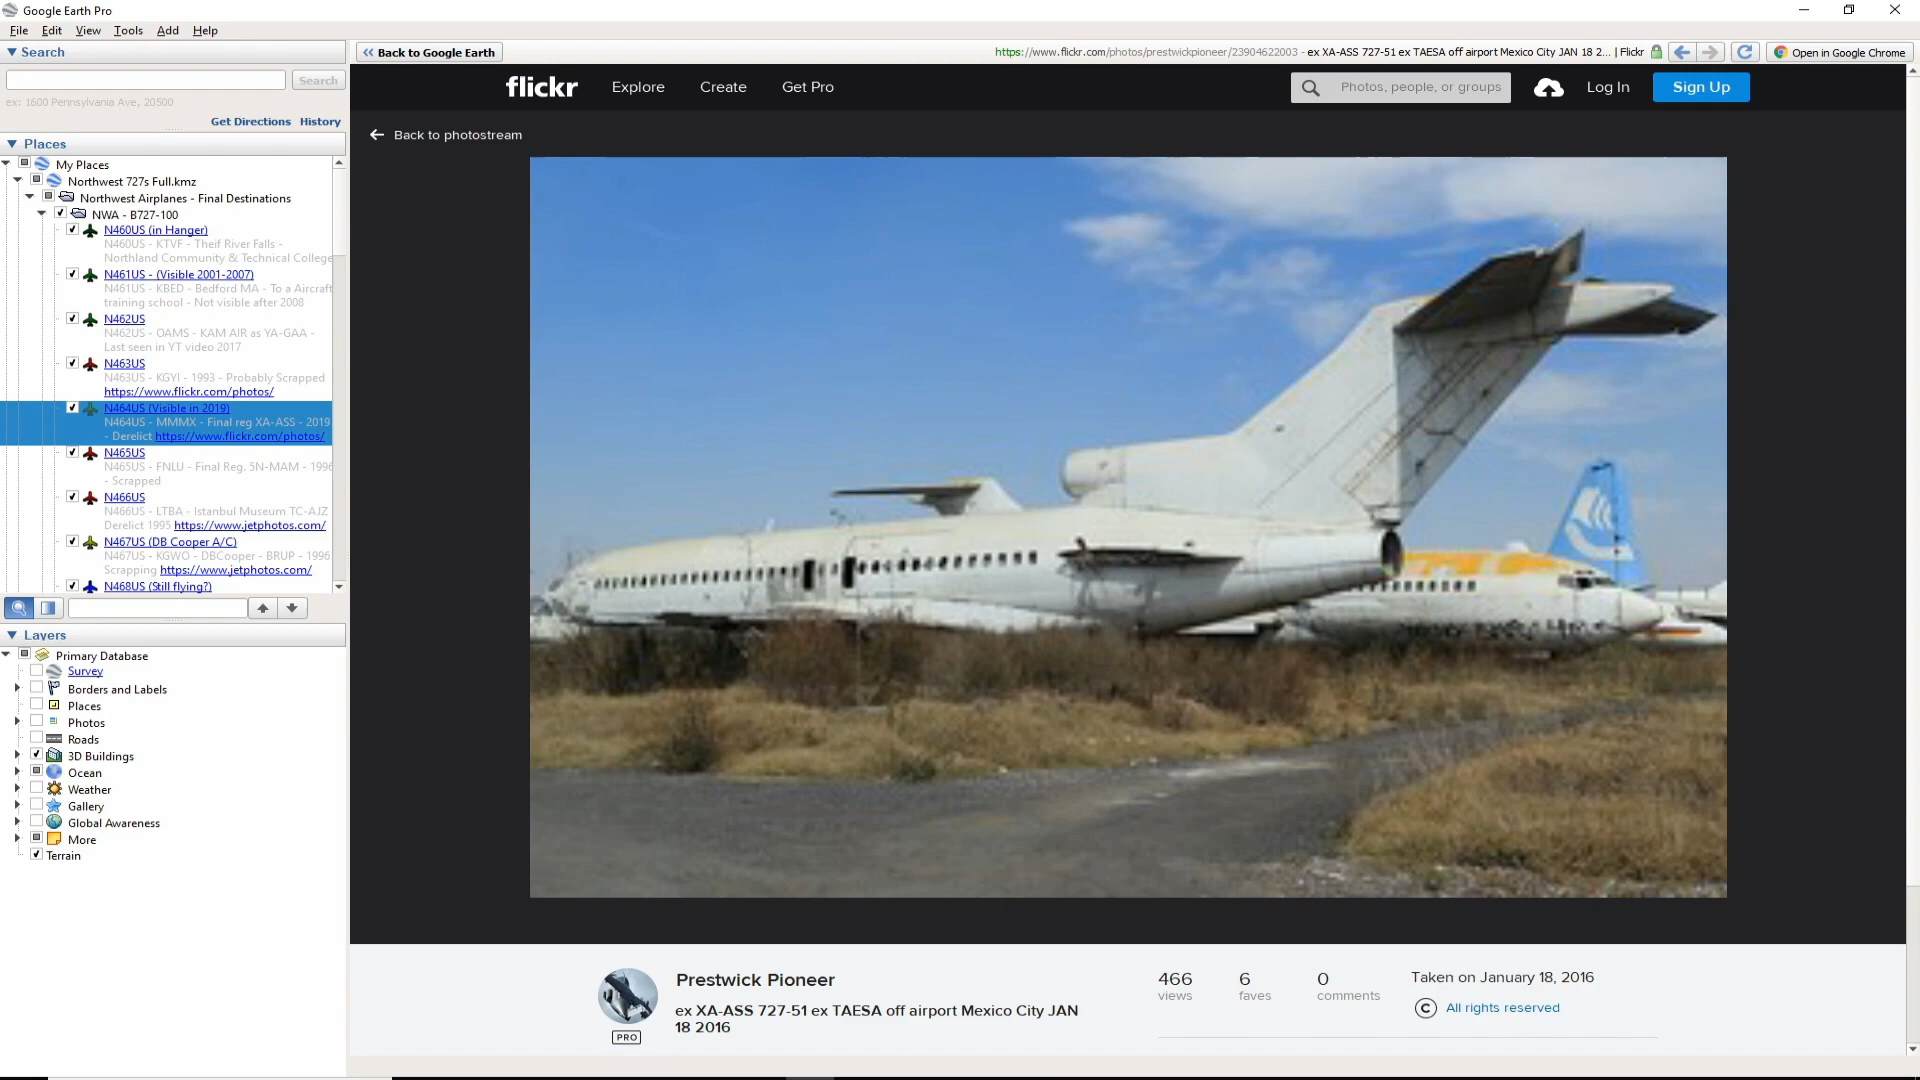 Google Earth Pro
File Edit View Tools Add Help
Search
Search
ex: 1600 Pennsylvania Ave, 20500
Get Directions History
Places
My Places
Northwest 727s Full.kmz
Northwest Airplanes - Final Destinations
NWA - B727-100
N460US (in Hanger)
N460US - KTVF - Theif River Falls -
Northland Community & Technical College
N461US - (Visible 2001-2007)
N461US - KBED - Bedford MA - To a Aircraft
training school - Not visible after 2008
N462US
N462US - OAMS - KAM AIR as YA-GAA -
Last seen in YT video 2017
N463US
N463US - KGYI - 1993 - Probably Scrapped
https://www.flickr.com/photos/
N464US (Visible in 2019)
N464US - MMMX - Final reg XA-ASS - 2019
- Derelict https://www.flickr.com/photos/
N465US
N465US - FNLU - Final Reg. 5N-MAM - 1996
- Scrapped
N466US
N466US - LTBA - Istanbul Museum TC-AJZ
Derelict 1995 https://www.jetphotos.com/
N467US (DB Cooper A/C)
N467US - KGWO - DBCooper - BRUP - 1996
Scrapping https://www.jetphotos.com/
N468US (Still flying?)
Layers
Primary Database
Survey
Borders and Labels
Places
Photos
Roads
3D Buildings
Ocean
Weather
Gallery
Global Awareness
More
Terrain
Back to Google Earth
https://www.flickr.com/photos/prestwickpioneer/23904622003 - ex XA-ASS 727-51 ex TAESA off airport Mexico City JAN 18 2... | Flickr
Open in Google Chrome
flickr Explore Create Get Pro
Photos, people, or groups
Log In
Sign Up
Back to photostream
Prestwick Pioneer
PRO
ex XA-ASS 727-51 ex TAESA off airport Mexico City JAN
18 2016
466
views
6
faves
0
comments
Taken on January 18, 2016
© All rights reserved